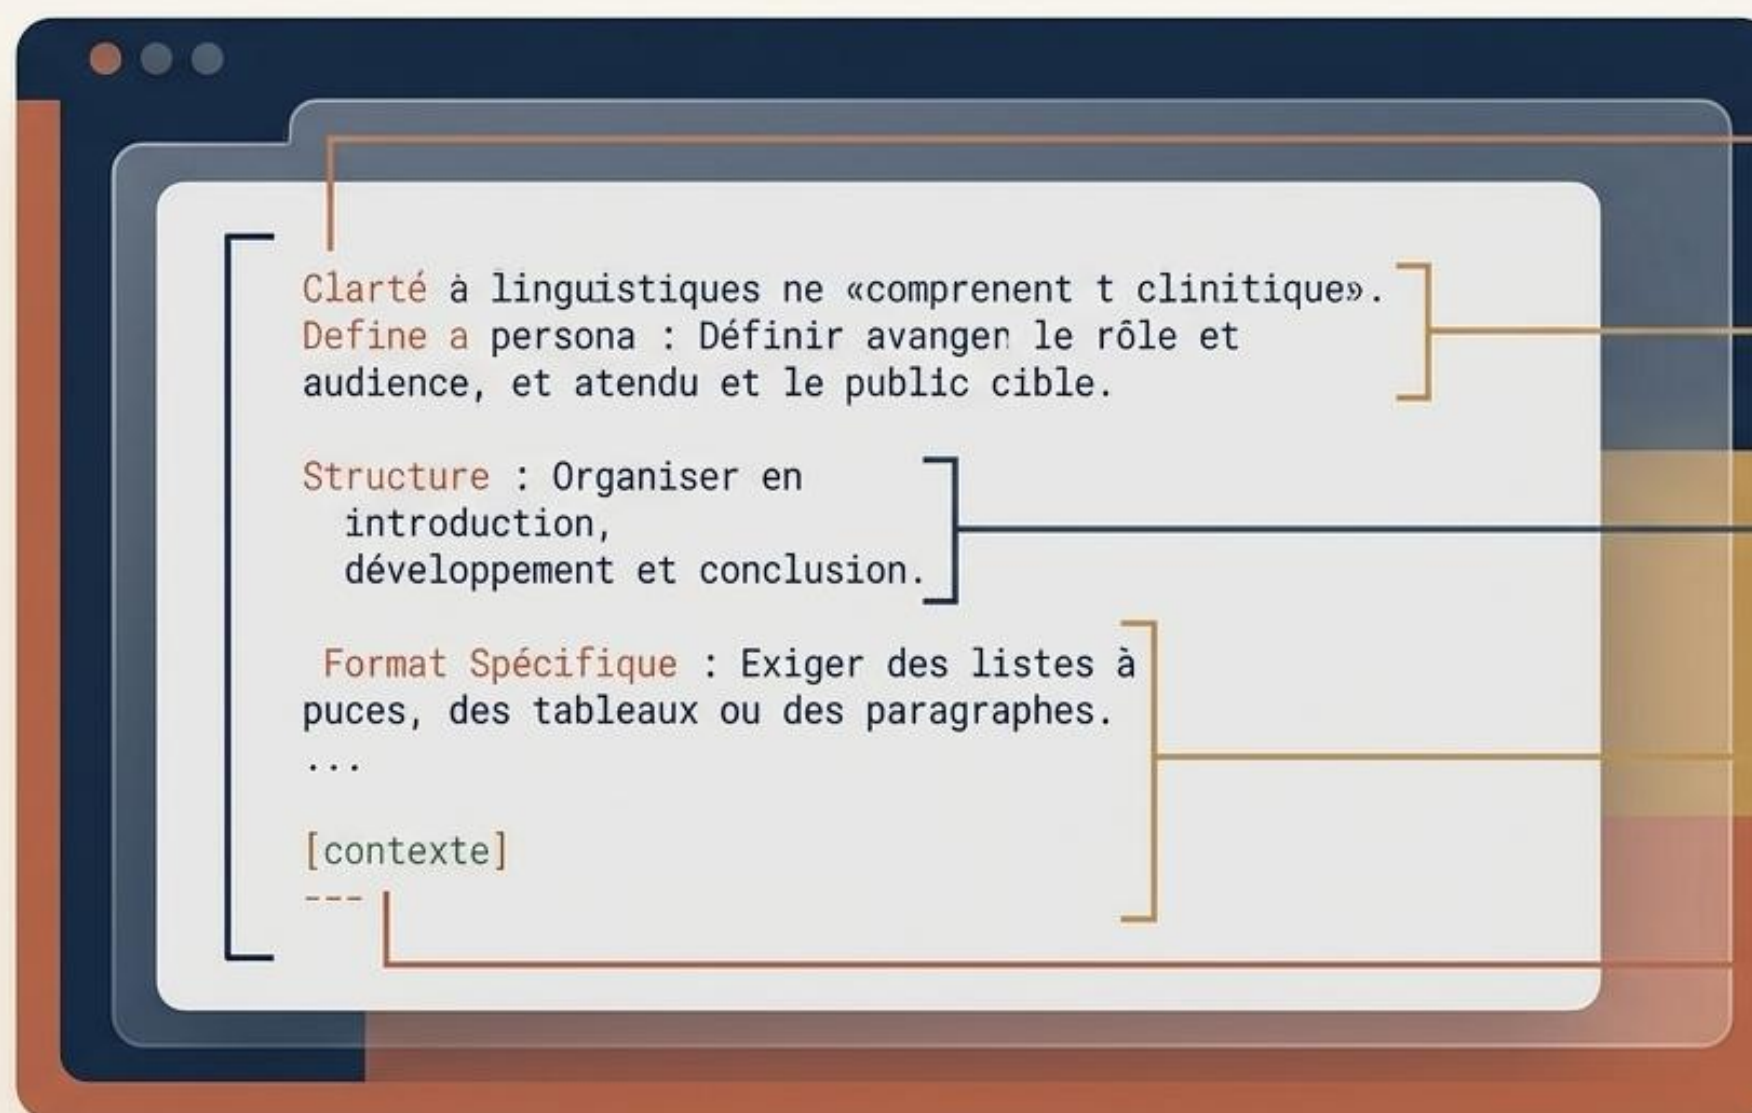 Clarté à linguistiques ne «comprenent t clinitique».
Define a persona : Définir avangen le rôle et
audience, et atendu et le public cible.
Structure : Organiser en
introduction,
développement et conclusion.
Format Spécifique : Exiger des listes à
puces, des tableaux ou des paragraphes.
...
[contexte]
---